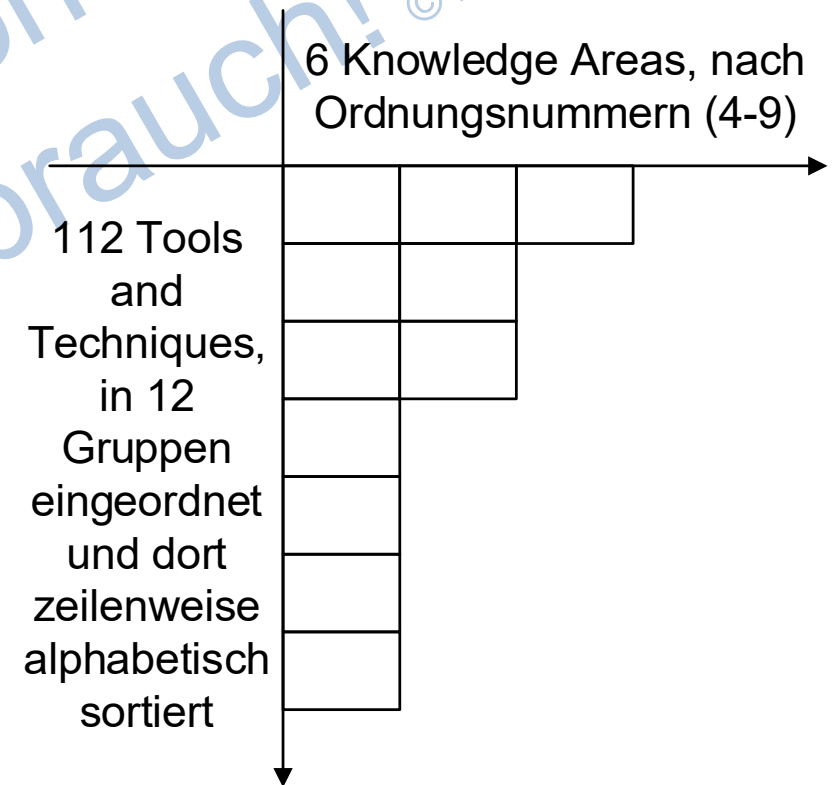 rauch! ©
6 Knowledge Areas, nach
Ordnungsnummern (4-9)
112 Tools
and
Techniques,
in 12
Gruppen
eingeordnet
und dort
zeilenweise
alphabetisch
sortiert